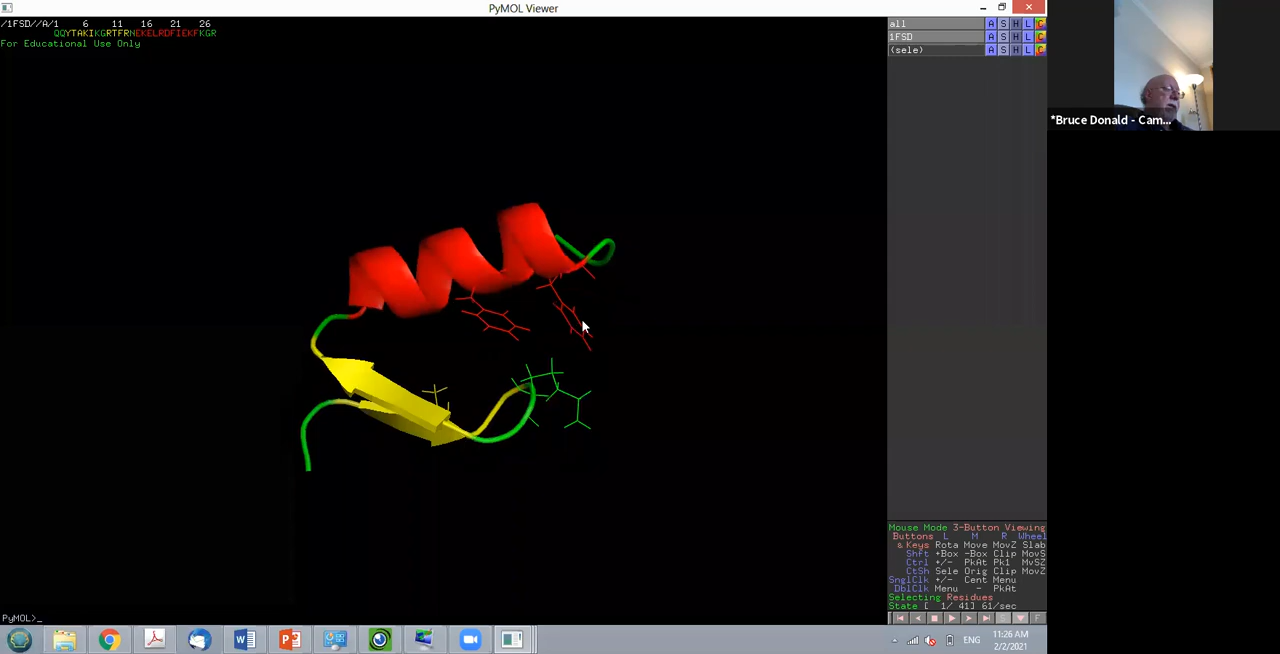 PyMOL Viewer
/1FSD//A/1 6 11 16 21 26
QQYTAKIKGRTFRNEKELRDFIEKFKGR
For Educational Use Only
all A S H L C
1FSD A S H L C
(sele) A S H L C
*Bruce Donald - Cam...
Mouse Mode 3-Button Viewing
Buttons L M R Wheel
& Keys Rota Move MovZ Slab
Shft +Box -Box Clip MovS
Ctrl +/- PkAt Pk1 MvSZ
CtSh Sele Orig Clip MovZ
SnglClk +/- Cent Menu
DblClk Menu - PkAt
Selecting Residues
State [ 1/ 41] 61/sec
S F
PyMOL>_
ENG
11:26 AM
2/2/2021